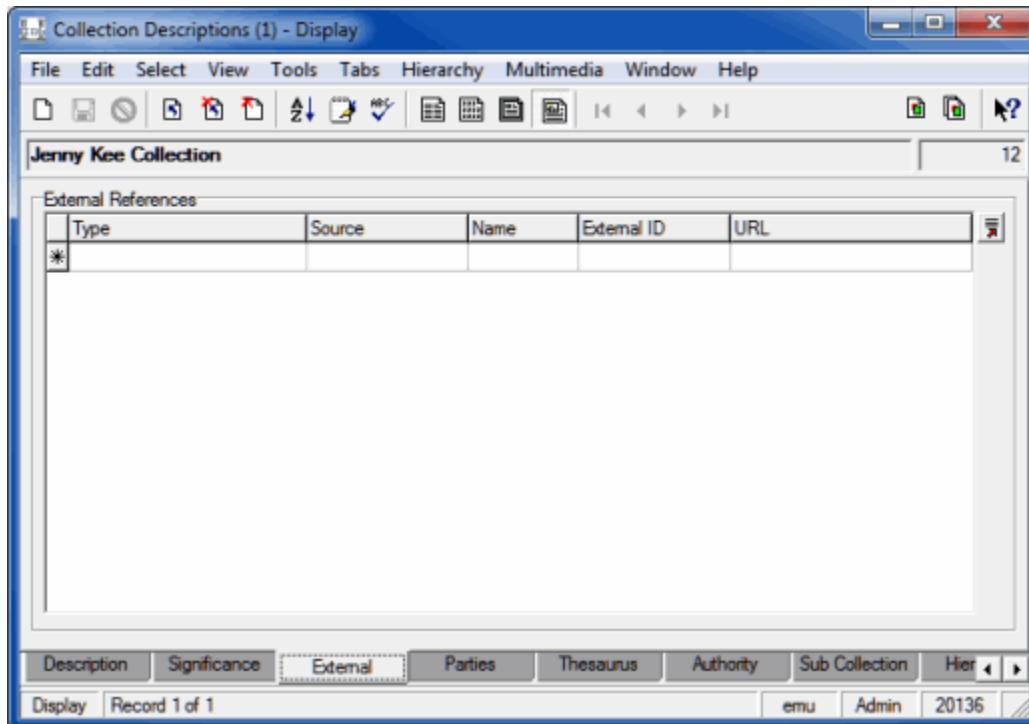 Collection Descriptions (1) - Display
File Edit Select View Tools Tabs Hierarchy Multimedia Window Help
Jenny Kee Collection 12
External References
Type Source Name External ID URL
Description Significance External Parties Thesaurus Authority Sub Collection Hier
Display Record 1 of 1 emu Admin 20136